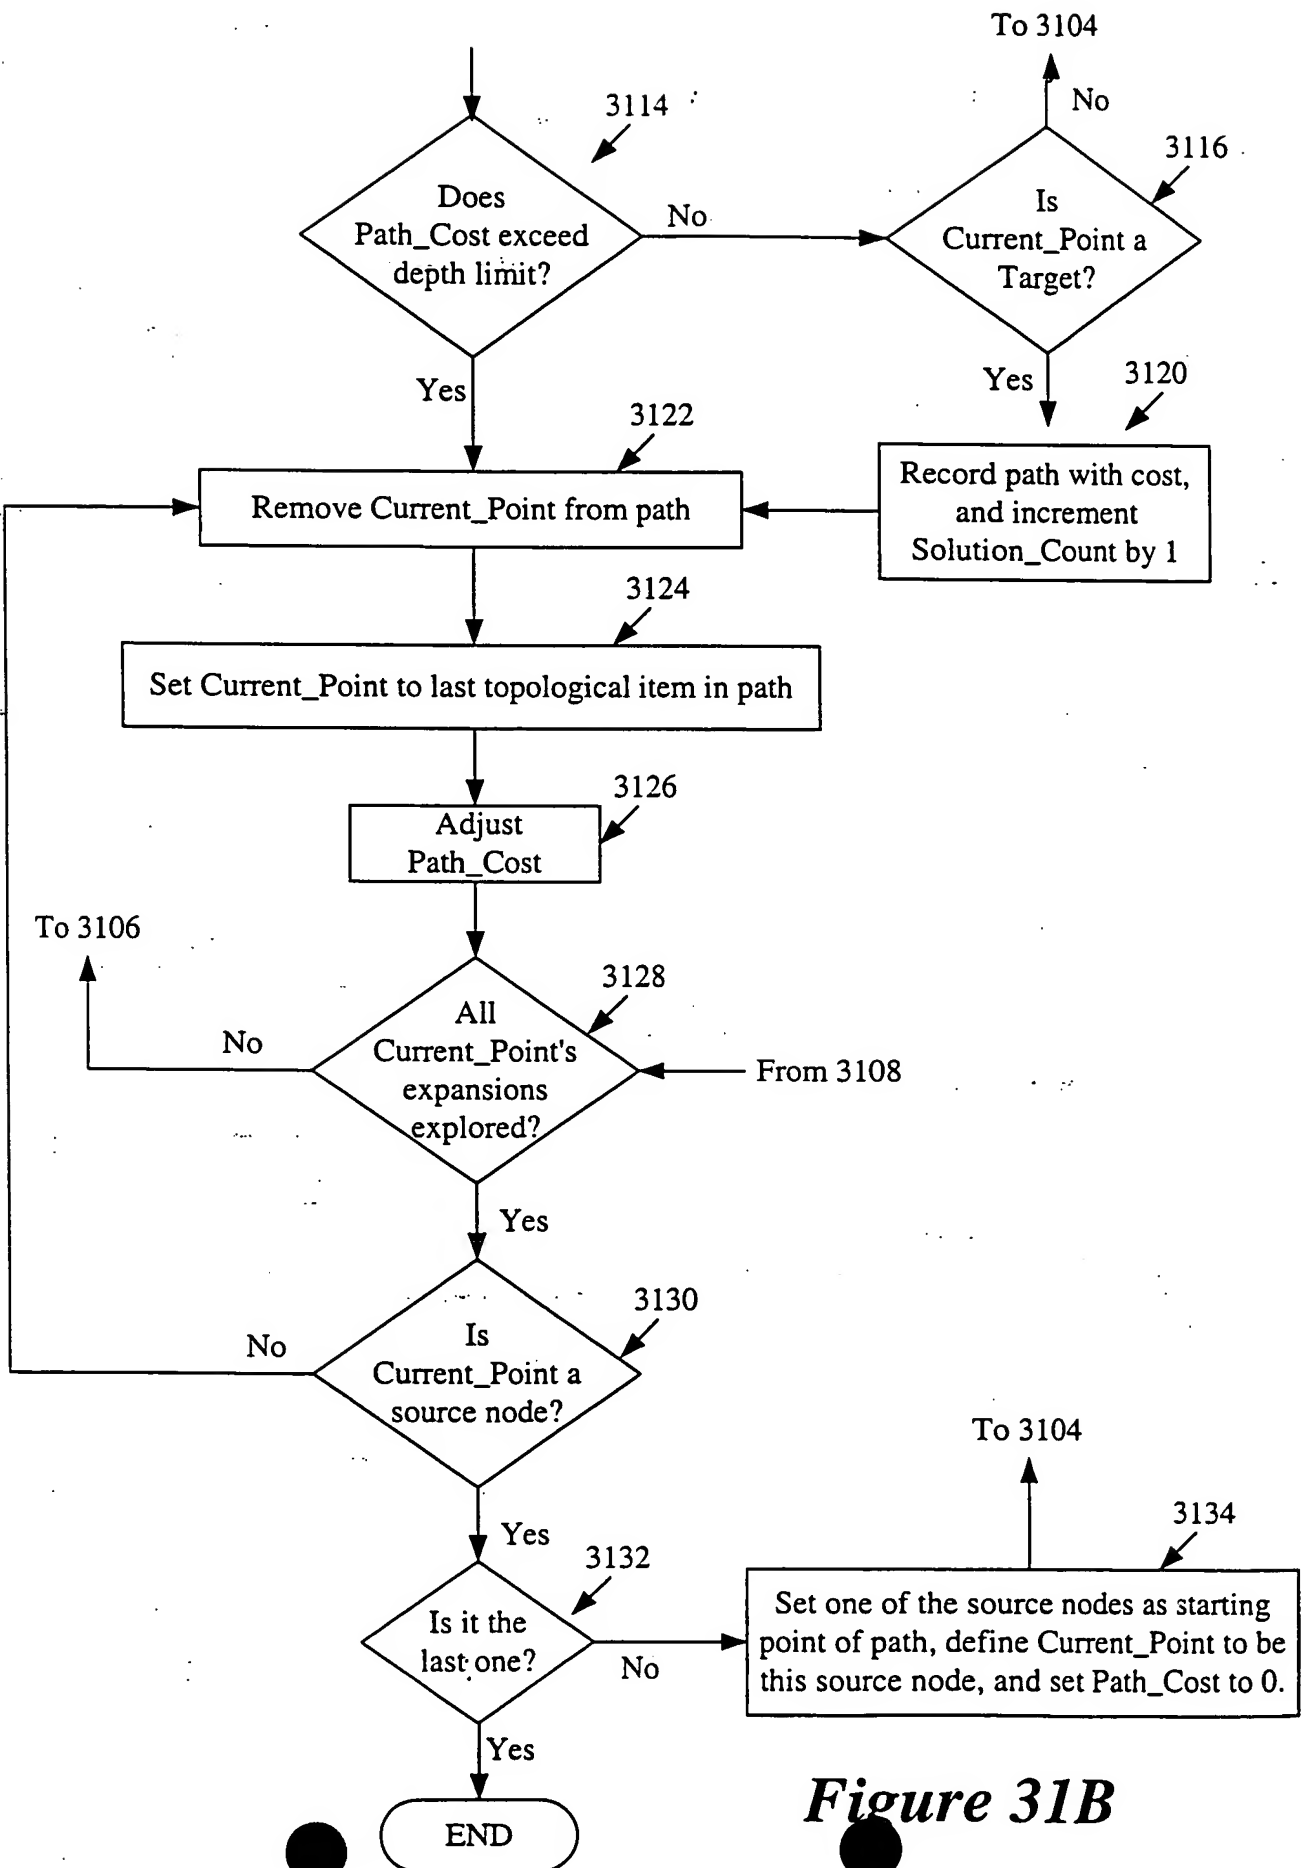 To 3104
No
3114
3116
Does
Path_Cost exceed
depth limit?
No
Is
Current_Point a
Target?
Yes
Yes
3120
3122
Remove Current_Point from path
Record path with cost,
and increment
Solution_Count by 1
3124
Set Current_Point to last topological item in path
3126
Adjust
Path_Cost
To 3106
3128
All
Current_Point's
expansions
explored?
No
From 3108
Yes
3130
Is
Current_Point a
source node?
No
To 3104
Yes
3134
3132
Is it the
last one?
No
Set one of the source nodes as starting
point of path, define Current_Point to be
this source node, and set Path_Cost to 0.
Yes
Figure 31B
END